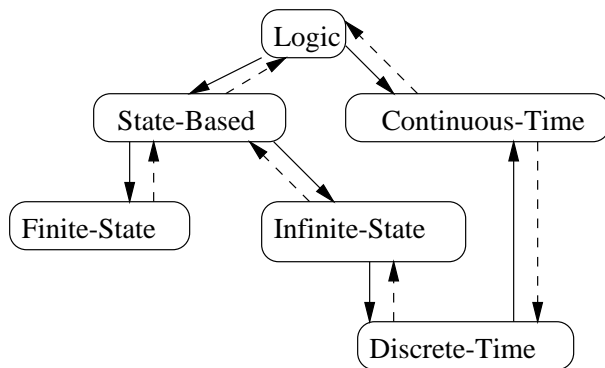 Logic
State-Based
Continuous-Time
Finite-State
Infinite-State
Discrete-Time